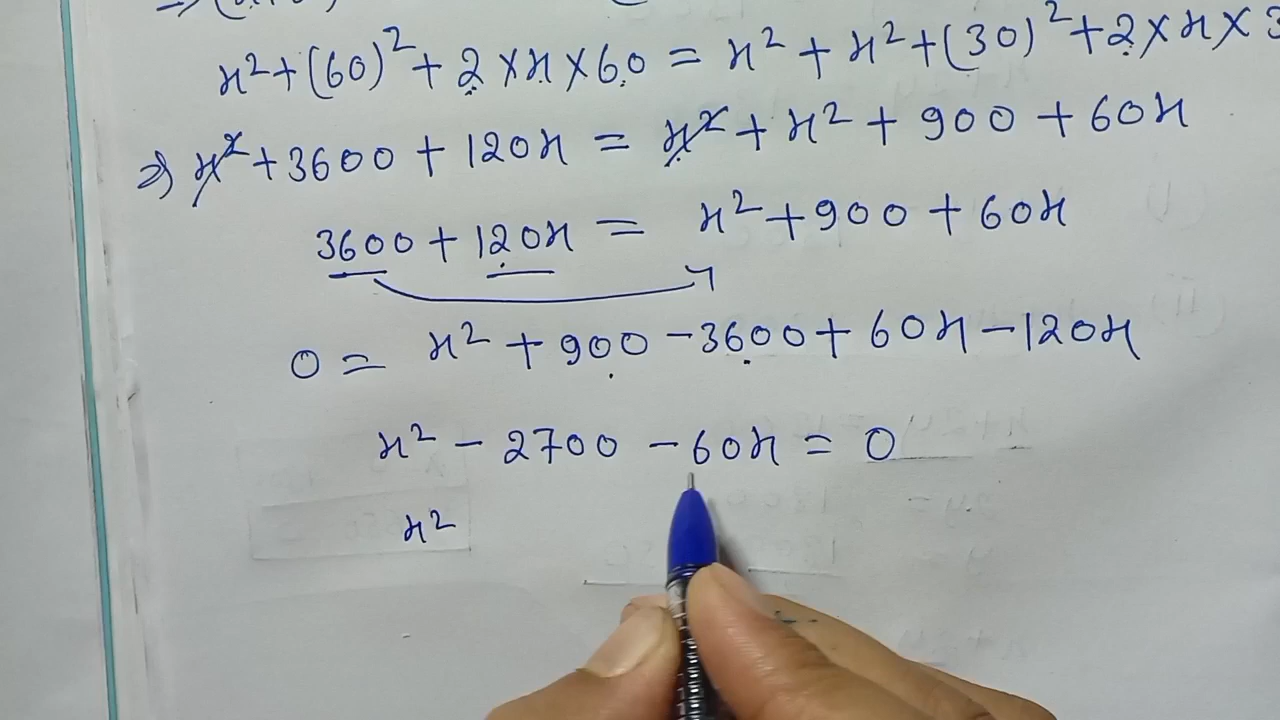 x² + (60)² + 2 × x × 60 = x² + x² + (30)² + 2 × x × 3
⇒ x² + 3600 + 120x = x² + x² + 900 + 60x
3600 + 120x = x² + 900 + 60x
0 = x² + 900 - 3600 + 60x - 120x
x² - 2700 - 60x = 0
x²